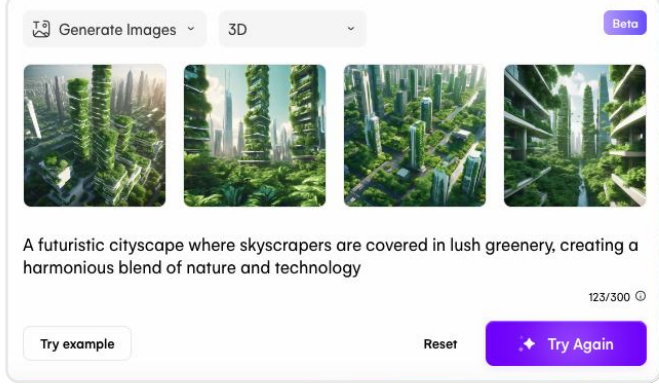 Generate Images
3D
Beta
A futuristic cityscape where skyscrapers are covered in lush greenery, creating a
harmonious blend of nature and technology
123/300
Try example
Reset
Try Again